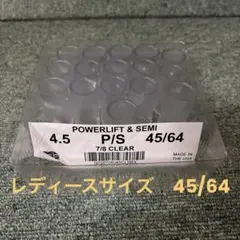 POWERLIFT & SEMI
4.5 P/S 45/64
7/8 CLEAR
MADE IN
THE USA
レディースサイズ 45/64